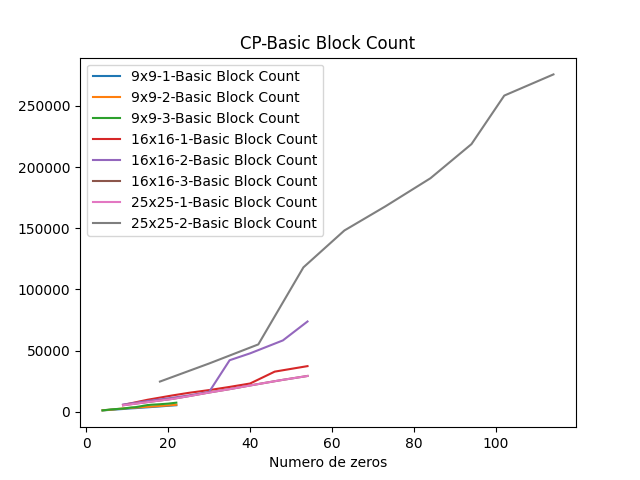 CP-Basic Block Count
9x9-1-Basic Block Count
9x9-2-Basic Block Count
9x9-3-Basic Block Count
16x16-1-Basic Block Count
16x16-2-Basic Block Count
16x16-3-Basic Block Count
25x25-1-Basic Block Count
25x25-2-Basic Block Count
250000
200000
150000
100000
50000
0
0 20 40 60 80 100
Numero de zeros